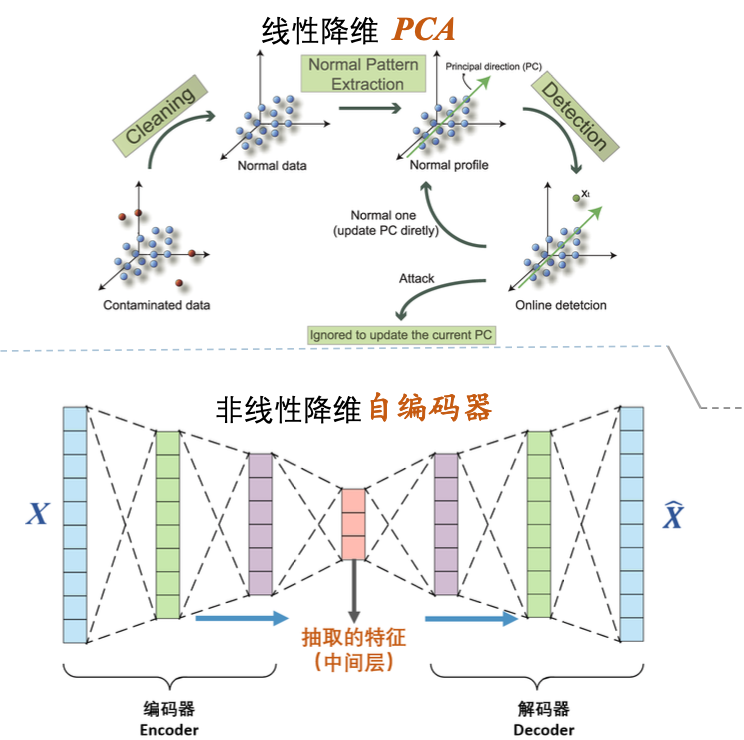 线性降维 PCA
Normal Pattern
Extraction
Principal direction (PC)
Cleaning
Detection
Normal data
Normal profile
Xt
Normal one
(update PC diretly)
Attack
Contaminated data
Online detetcion
Ignored to update the current PC
非线性降维 自编码器
X
X̂
抽取的特征
（中间层）
编码器
Encoder
解码器
Decoder